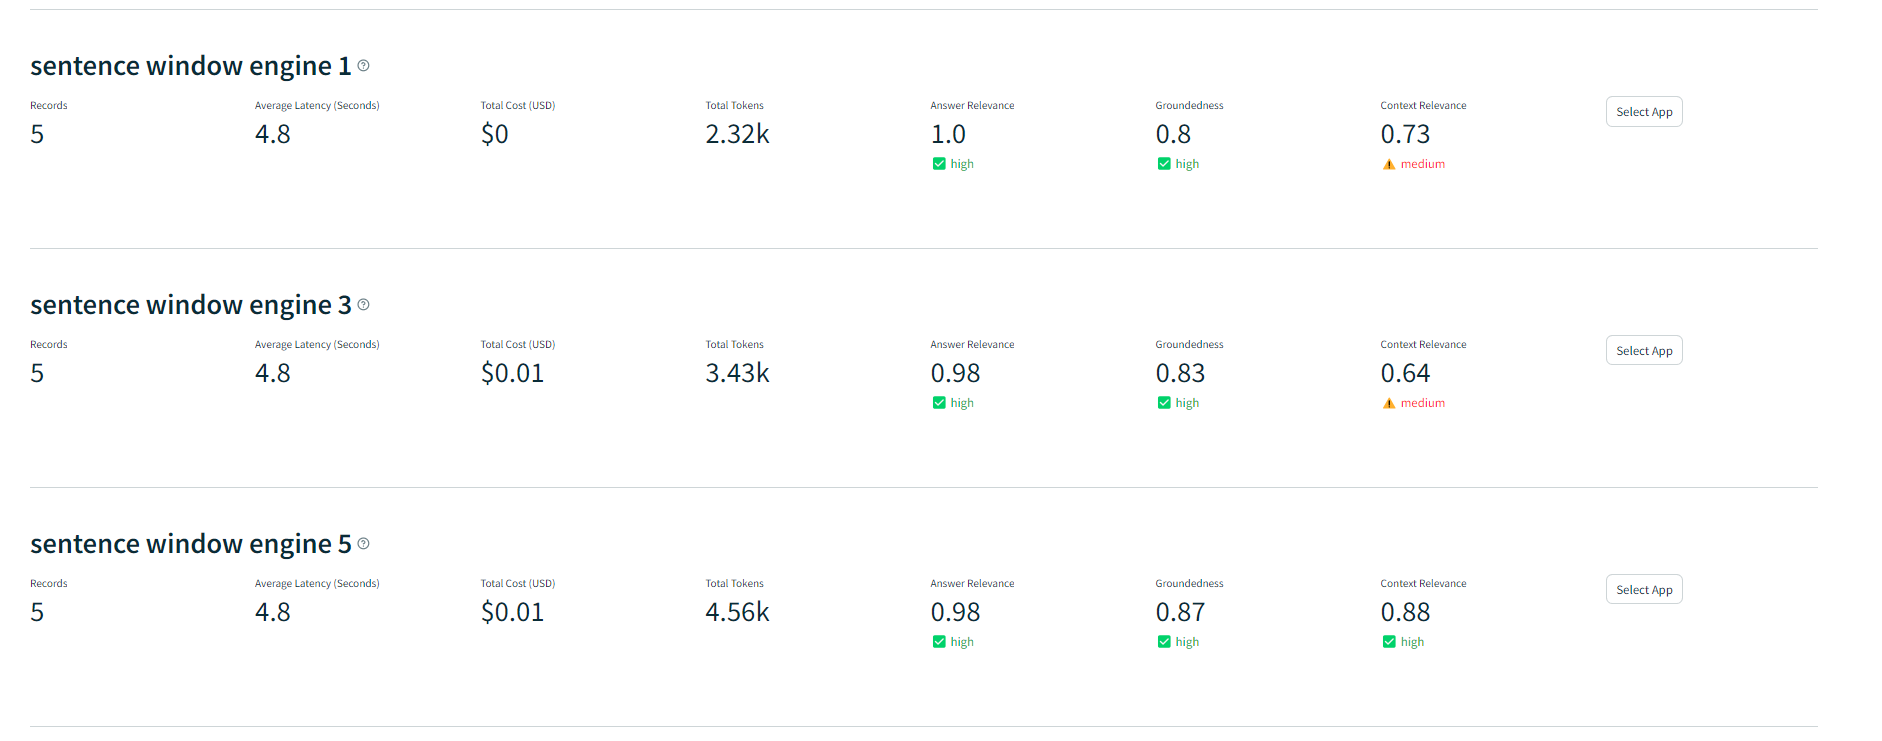 sentence window engine 1
Records Average Latency (Seconds) Total Cost (USD) Total Tokens Answer Relevance Groundedness Context Relevance Select App
5 4.8 $0 2.32k 1.0 0.8 0.73
high high medium
sentence window engine 3
Records Average Latency (Seconds) Total Cost (USD) Total Tokens Answer Relevance Groundedness Context Relevance Select App
5 4.8 $0.01 3.43k 0.98 0.83 0.64
high high medium
sentence window engine 5
Records Average Latency (Seconds) Total Cost (USD) Total Tokens Answer Relevance Groundedness Context Relevance Select App
5 4.8 $0.01 4.56k 0.98 0.87 0.88
high high high